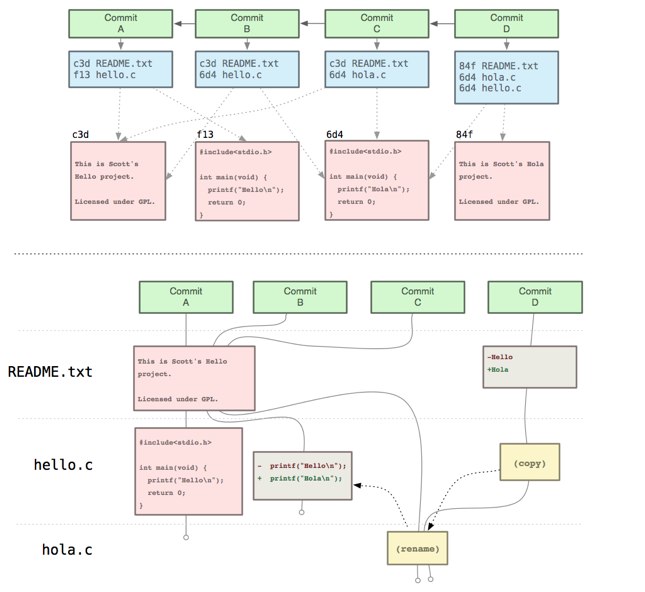 Commit
A
Commit
B
Commit
C
Commit
D
c3d README.txt
f13 hello.c
c3d README.txt
6d4 hello.c
c3d README.txt
6d4 hola.c
84f README.txt
6d4 hola.c
6d4 hello.c
c3d
f13
6d4
84f
This is Scott's
Hello project.
Licensed under GPL.
#include<stdio.h>
int main(void) {
printf("Hello\n");
return 0;
}
#include<stdio.h>
int main(void) {
printf("Hola\n");
return 0;
}
This is Scott's Hola
project.
Licensed under GPL.
Commit
A
Commit
B
Commit
C
Commit
D
README.txt
This is Scott's Hello
project.
Licensed under GPL.
-Hello
+Hola
hello.c
#include<stdio.h>
int main(void) {
printf("Hello\n");
return 0;
}
- printf("Hello\n");
+ printf("Hola\n");
(copy)
hola.c
(rename)